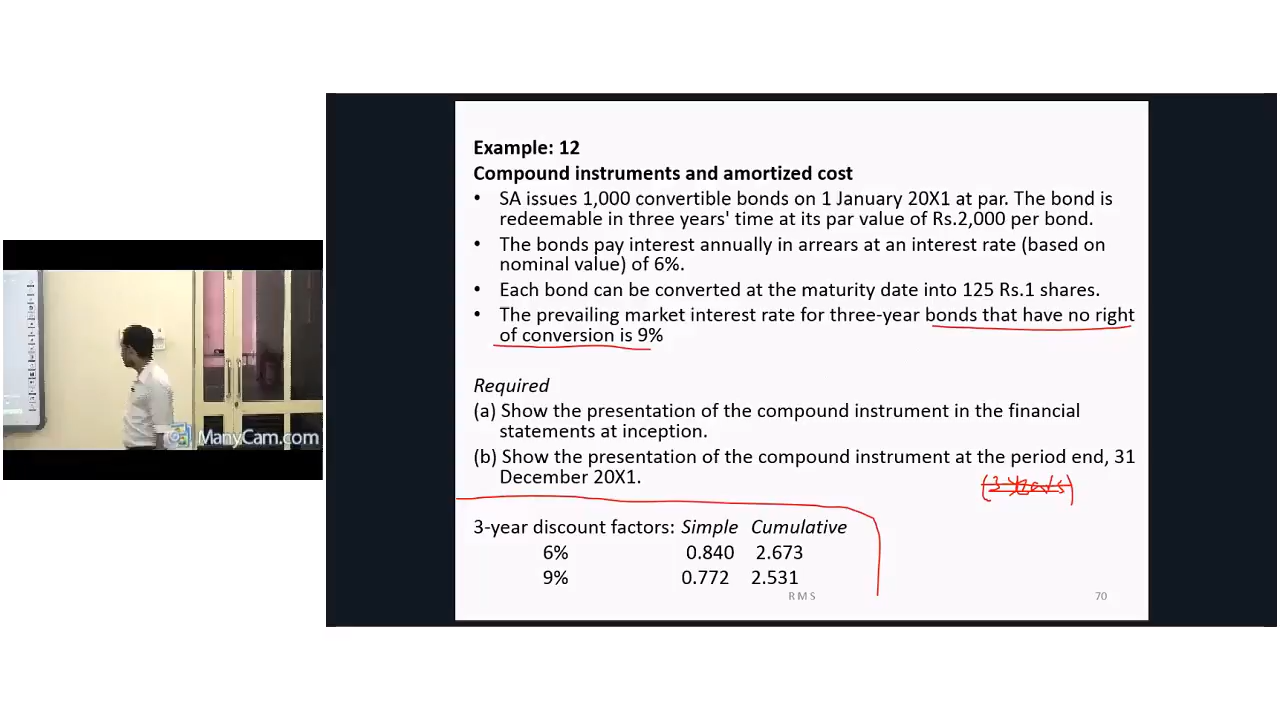 Example: 12
Compound instruments and amortized cost
• SA issues 1,000 convertible bonds on 1 January 20X1 at par. The bond is
redeemable in three years' time at its par value of Rs.2,000 per bond.
• The bonds pay interest annually in arrears at an interest rate (based on
nominal value) of 6%.
• Each bond can be converted at the maturity date into 125 Rs.1 shares.
• The prevailing market interest rate for three-year bonds that have no right
of conversion is 9%
Required
(a) Show the presentation of the compound instrument in the financial
statements at inception.
(b) Show the presentation of the compound instrument at the period end, 31
December 20X1.
(3 years)
3-year discount factors: Simple Cumulative
6% 0.840 2.673
9% 0.772 2.531
R M S 70
ManyCam.com